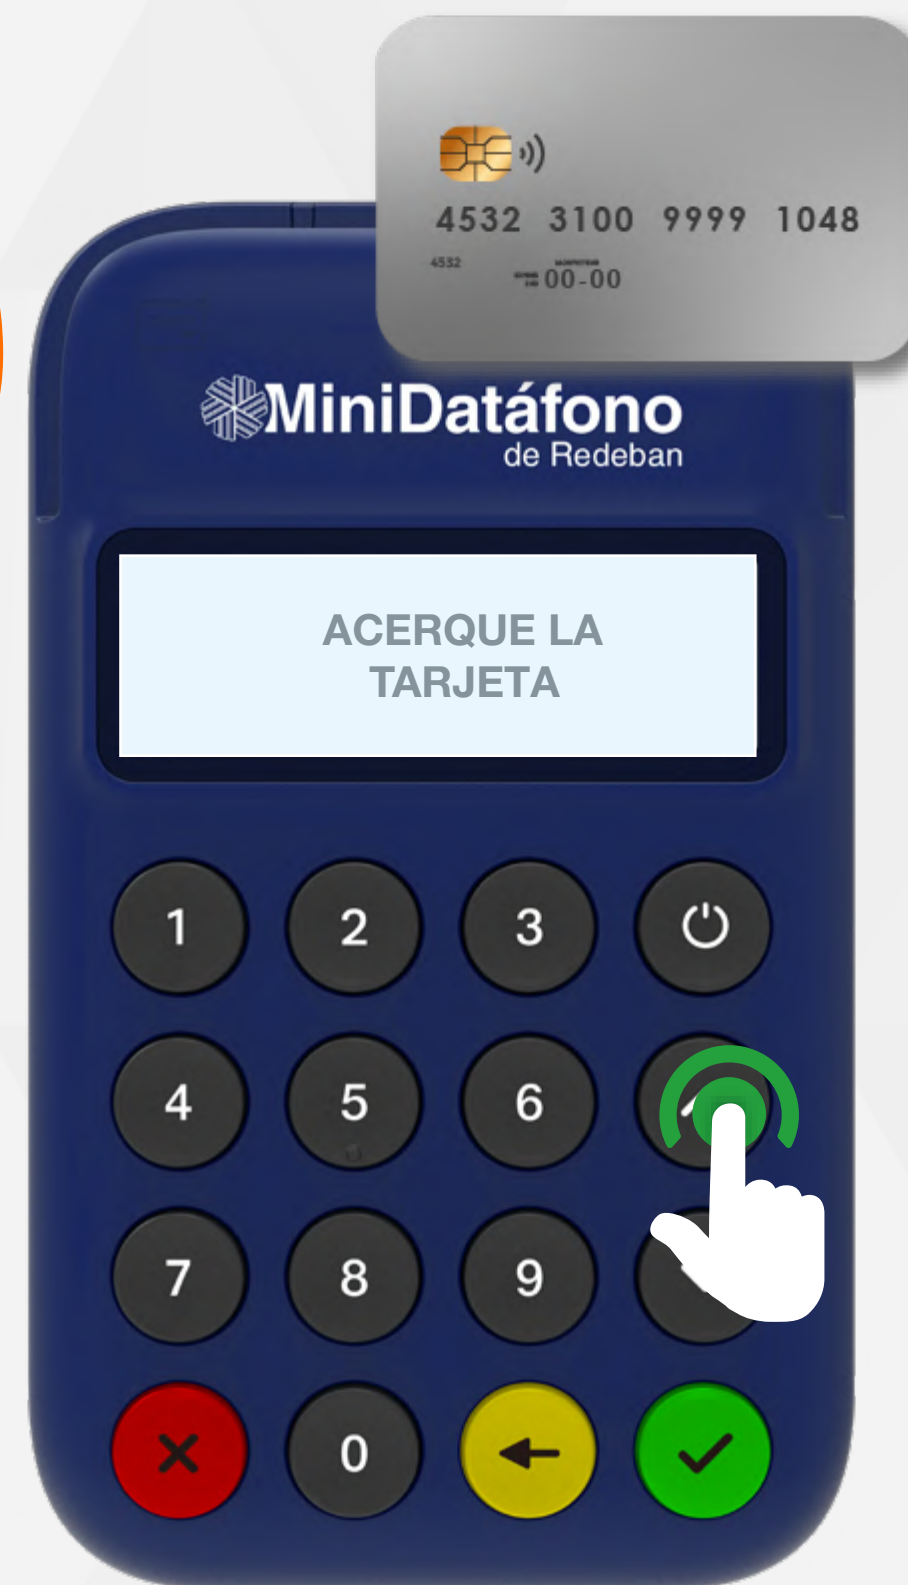 4532 3100 9999 1048
4532
00-00
MiniDatáfono
de Redeban
ACERQUE LA
TARJETA
1 2 3
4 5 6
7 8 9
0